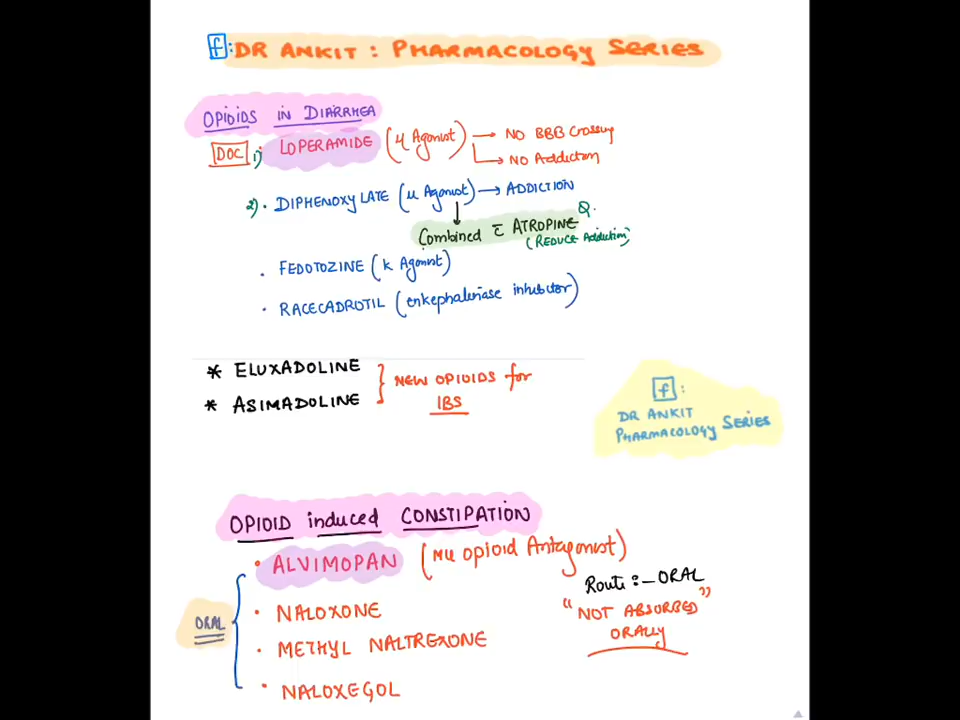 f: DR ANKIT : PHARMACOLOGY SERIES
OPIOIDS IN DIARRHEA
DOC 1) LOPERAMIDE (μ Agonist) → NO BBB Crossing
→ NO Addiction
2) • DIPHENOXYLATE (μ Agonist) → ADDICTION
Combined c̄ ATROPINE Q.
(REDUCE Addiction)
• FEDOTOZINE (k Agonist)
• RACECADROTIL (enkephalinase inhibitor)
* ELUXADOLINE
* ASIMADOLINE
NEW OPIOIDS for
IBS
f:
DR ANKIT
PHARMACOLOGY SERIES
OPIOID induced CONSTIPATION
• ALVIMOPAN (MU opioid Antagonist)
ORAL
• NALOXONE
• METHYL NALTREXONE
• NALOXEGOL
Route :- ORAL
"NOT ABSORBED"
ORALLY